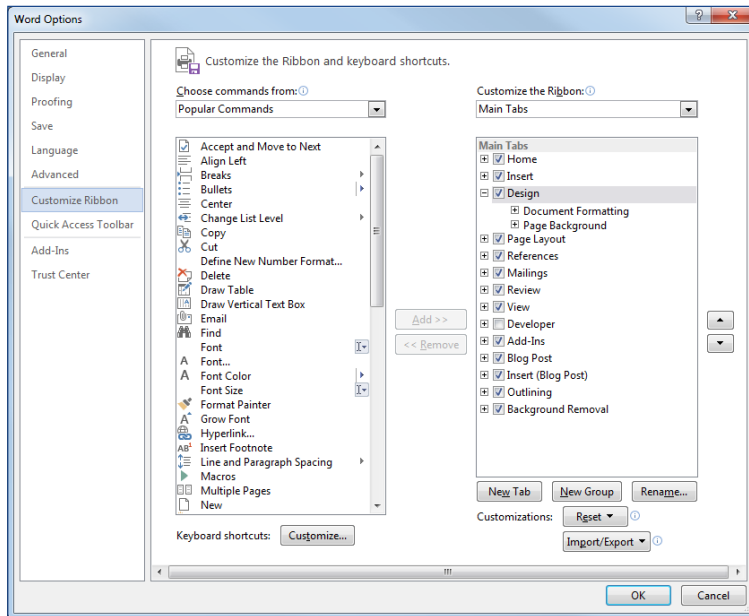 Word Options
General
Display
Proofing
Save
Language
Advanced
Customize Ribbon
Quick Access Toolbar
Add-Ins
Trust Center
Customize the Ribbon and keyboard shortcuts.
Choose commands from:
Popular Commands
Accept and Move to Next
Align Left
Breaks
Bullets
Center
Change List Level
Copy
Cut
Define New Number Format...
Delete
Draw Table
Draw Vertical Text Box
Email
Find
Font
Font...
Font Color
Font Size
Format Painter
Grow Font
Hyperlink...
Insert Footnote
Line and Paragraph Spacing
Macros
Multiple Pages
New
Keyboard shortcuts: Customize...
Add >>
<< Remove
Customize the Ribbon:
Main Tabs
Main Tabs
Home
Insert
Design
Document Formatting
Page Background
Page Layout
References
Mailings
Review
View
Developer
Add-Ins
Blog Post
Insert (Blog Post)
Outlining
Background Removal
New Tab New Group Rename...
Customizations: Reset
Import/Export
OK Cancel